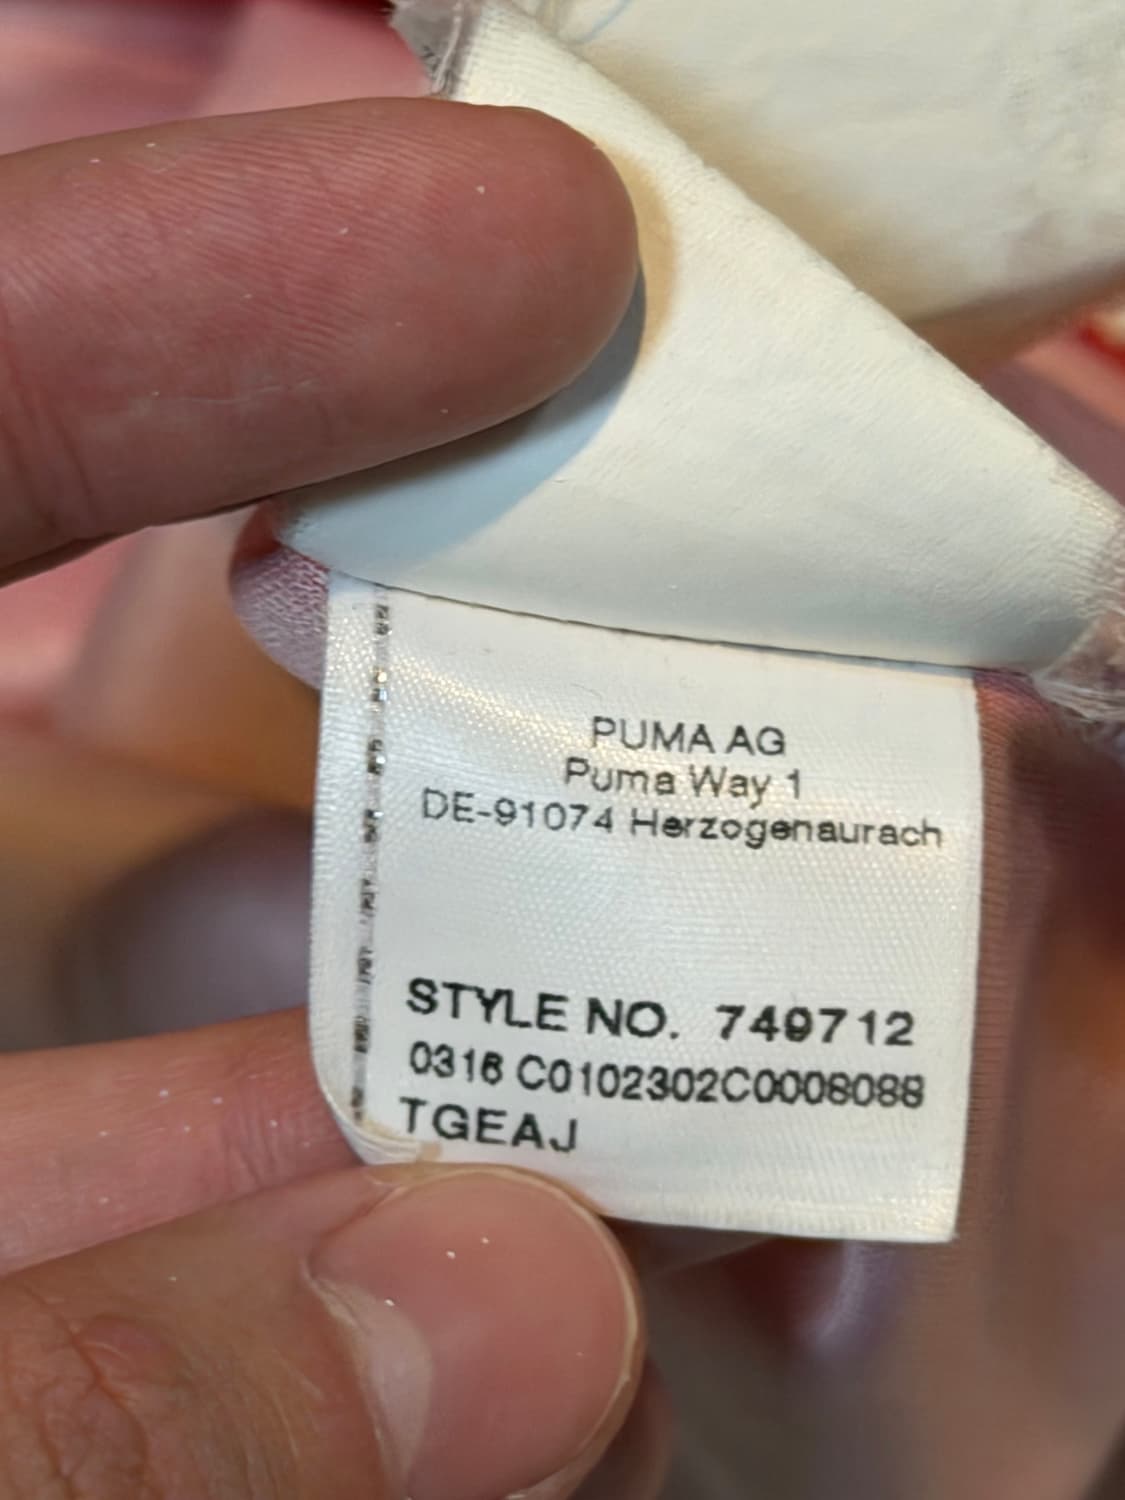 PUMA AG
Puma Way 1
DE-91074 Herzogenaurach
STYLE NO. 749712
0316 C0102302C0008088
TGEAJ